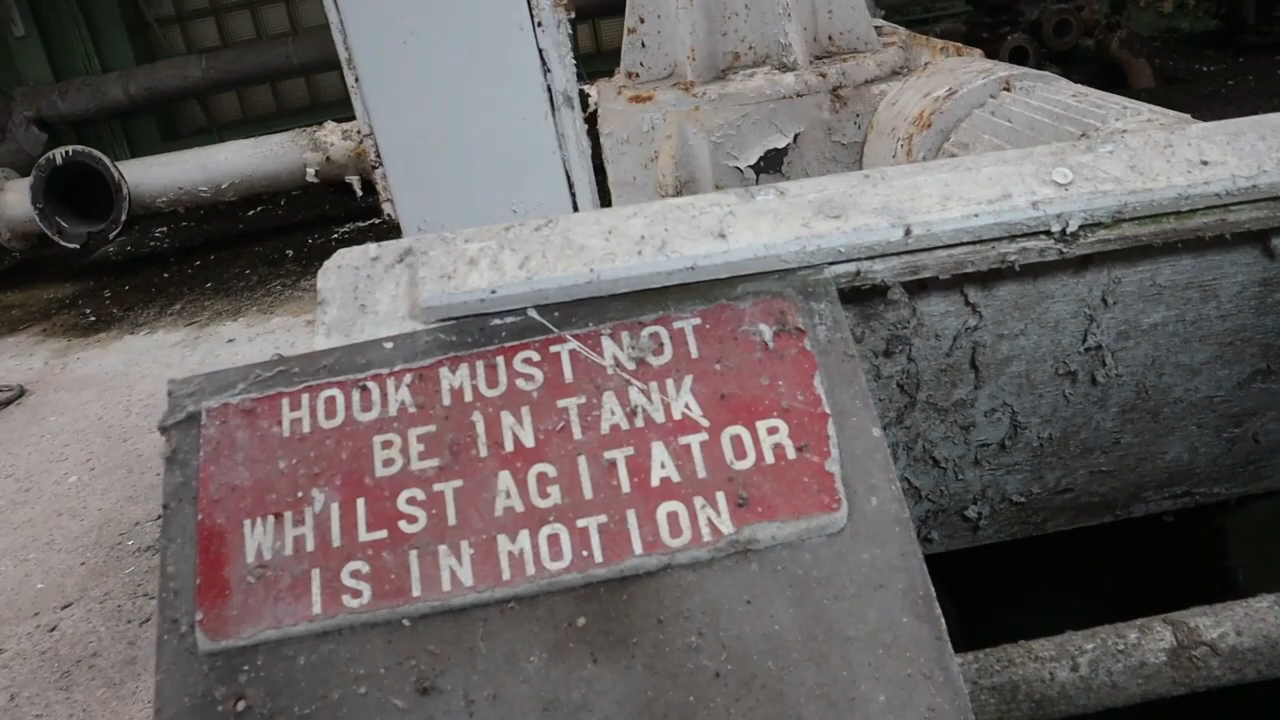 HOOK MUST NOT
BE IN TANK
WHILST AGITATOR
IS IN MOTION